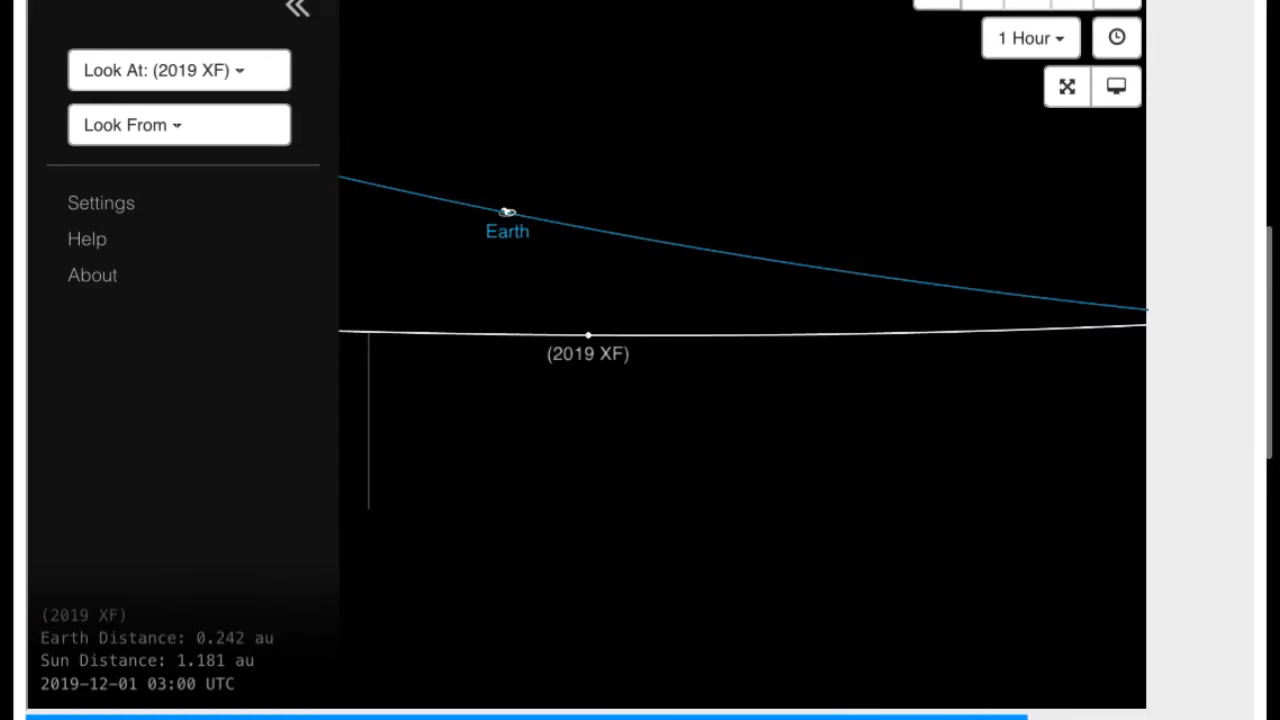 1 Hour
Look At: (2019 XF)
Look From
Settings
Help
About
Earth
(2019 XF)
(2019 XF)
Earth Distance: 0.242 au
Sun Distance: 1.181 au
2019-12-01 03:00 UTC